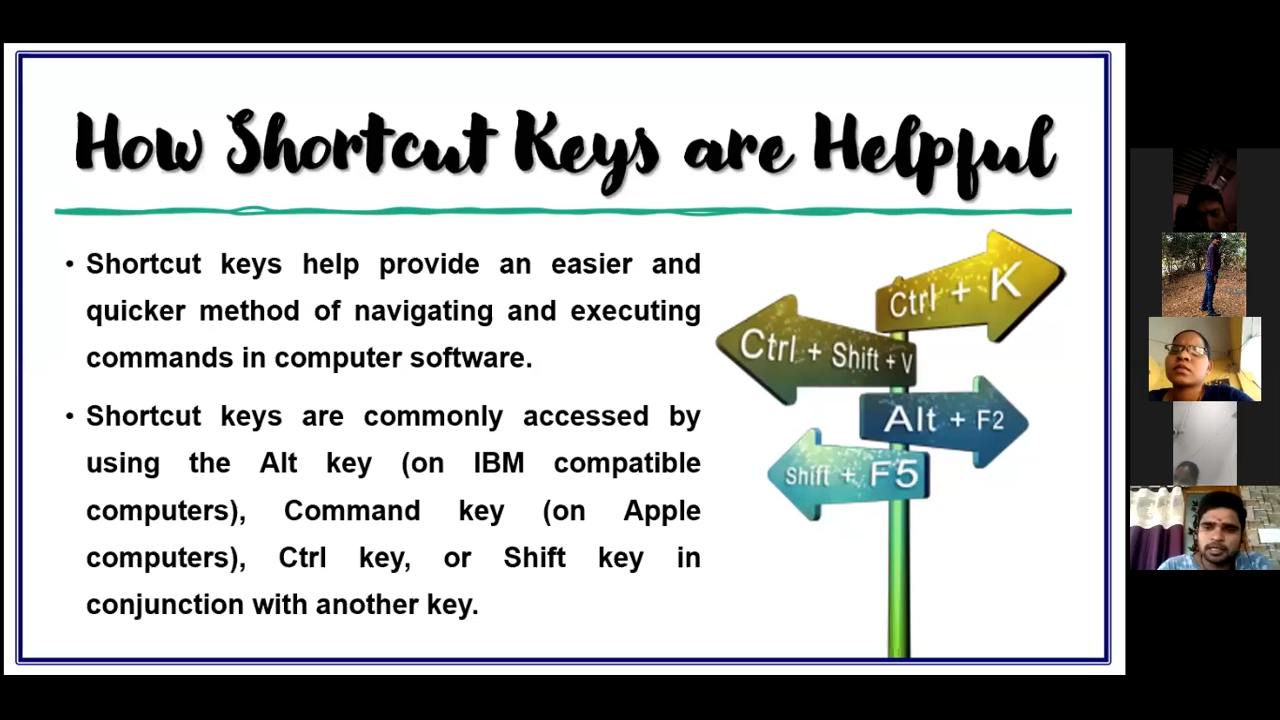 How Shortcut Keys are Helpful
• Shortcut keys help provide an easier and
quicker method of navigating and executing
commands in computer software.
• Shortcut keys are commonly accessed by
using the Alt key (on IBM compatible
computers), Command key (on Apple
computers), Ctrl key, or Shift key in
conjunction with another key.
Ctrl + K
Ctrl + Shift + V
Alt + F2
Shift + F5